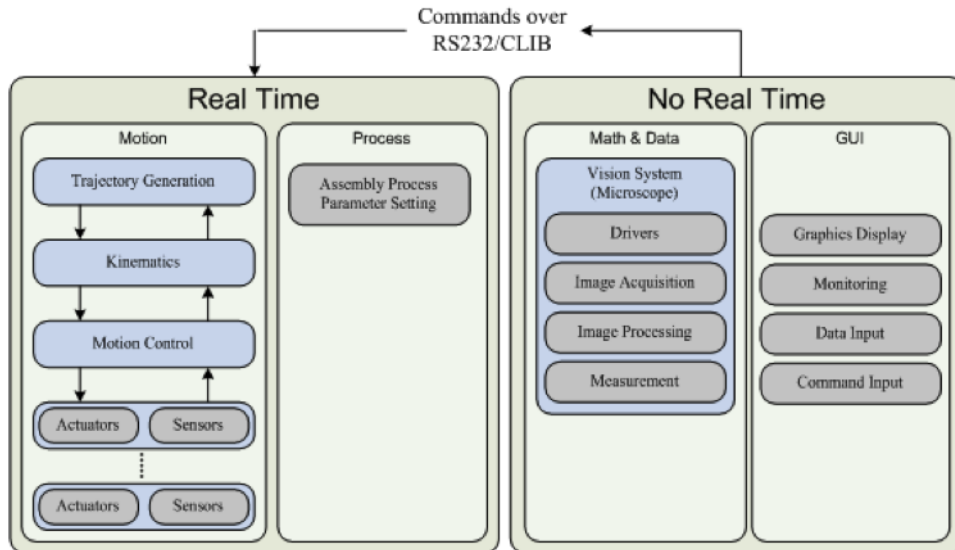 Commands over
RS232/CLIB
Real Time
Motion
Trajectory Generation
Kinematics
Motion Control
Actuators
Sensors
Actuators
Sensors
Process
Assembly Process
Parameter Setting
No Real Time
Math & Data
Vision System
(Microscope)
Drivers
Image Acquisition
Image Processing
Measurement
GUI
Graphics Display
Monitoring
Data Input
Command Input